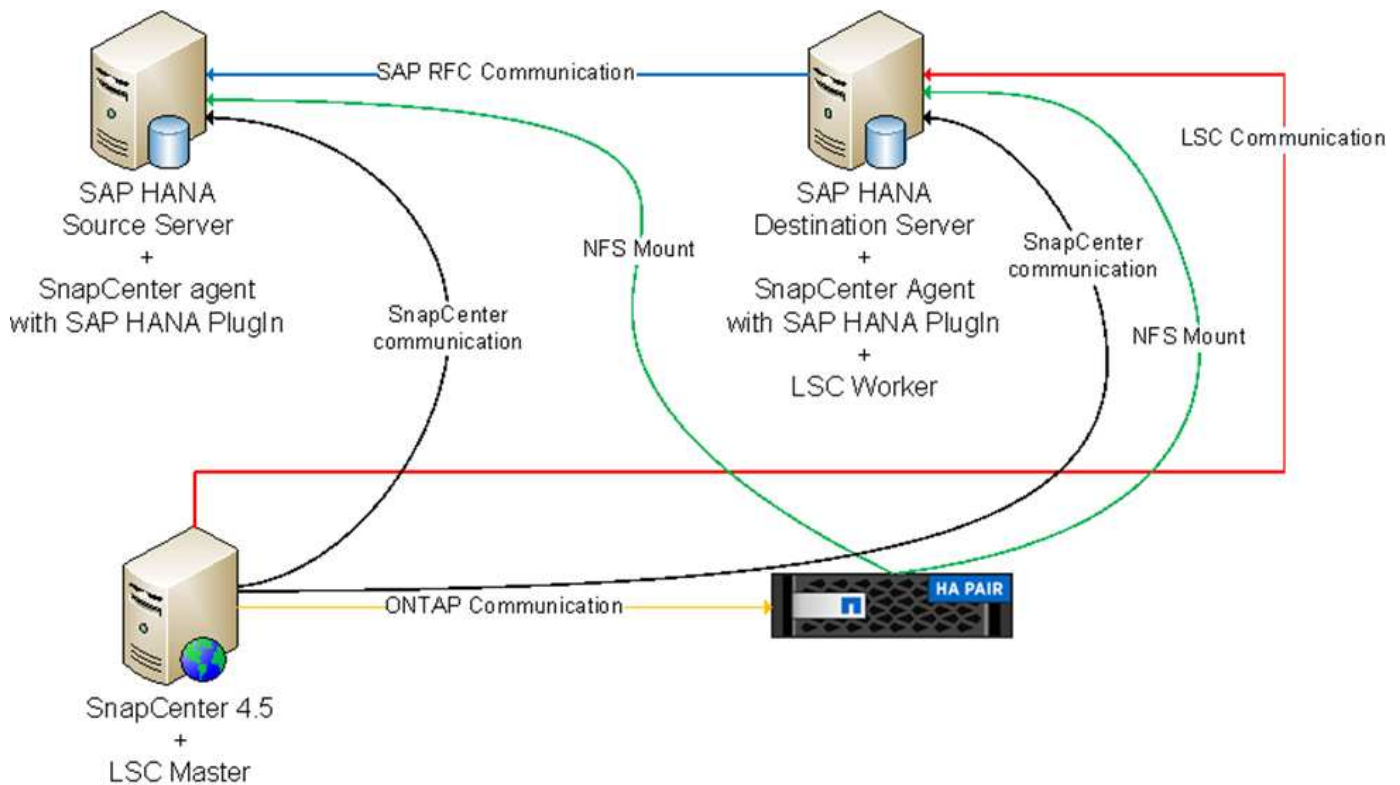 SAP RFC Communication
LSC Communication
SAP HANA
Source Server
+
SnapCenter agent
with SAP HANA PlugIn
NFS Mount
SnapCenter
communication
SAP HANA
Destination Server
+
SnapCenter Agent
with SAP HANA PlugIn
+
LSC Worker
SnapCenter
communication
NFS Mount
ONTAP Communication
HA PAIR
SnapCenter 4.5
+
LSC Master